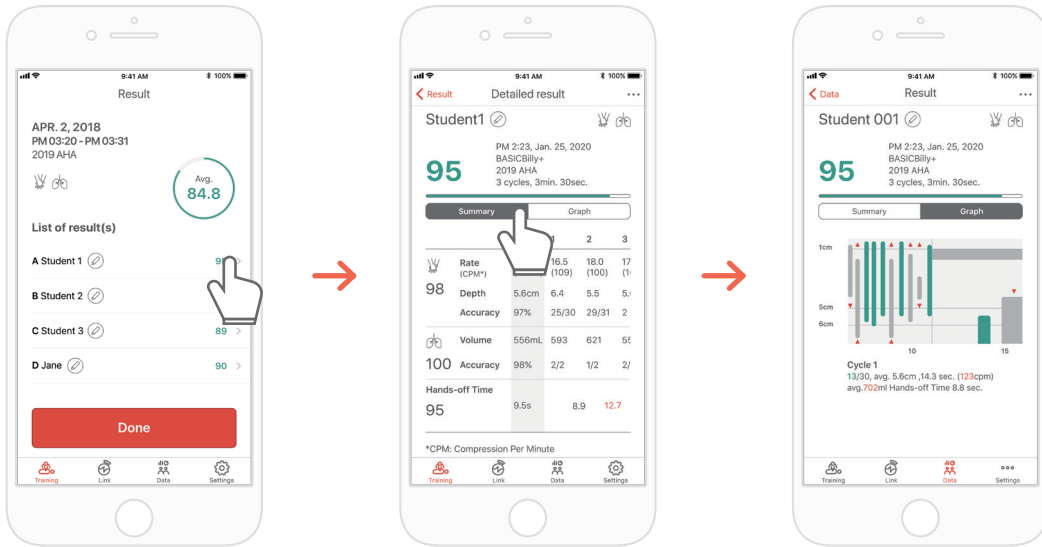 9:41 AM
100%
Result
APR. 2, 2018
PM 03:20 - PM 03:31
2019 AHA
Avg.
84.8
List of result(s)
A Student 1
B Student 2
C Student 3
89
D Jane
90
Done
Training
Link
Data
Settings
9:41 AM
100%
Result
Detailed result
Student1
PM 2:23, Jan. 25, 2020
BASICBilly+
2019 AHA
3 cycles, 3min. 30sec.
95
Summary
Graph
1 2 3
Rate 16.5 18.0 17
(CPM*) (109) (100)
98
Depth 5.6cm 6.4 5.5
Accuracy 97% 25/30 29/31 2
Volume 556mL 593 621
100
Accuracy 98% 2/2 1/2 2/
Hands-off Time
95
9.5s 8.9 12.7
*CPM: Compression Per Minute
Training
Link
Data
Settings
9:41 AM
100%
Data
Result
Student 001
PM 2:23, Jan. 25, 2020
BASICBilly+
2019 AHA
3 cycles, 3min. 30sec.
95
Summary
Graph
1cm
5cm
6cm
10
15
Cycle 1
13/30, avg. 5.6cm ,14.3 sec. (123cpm)
avg.702ml Hands-off Time 8.8 sec.
Training
Link
Data
Settings